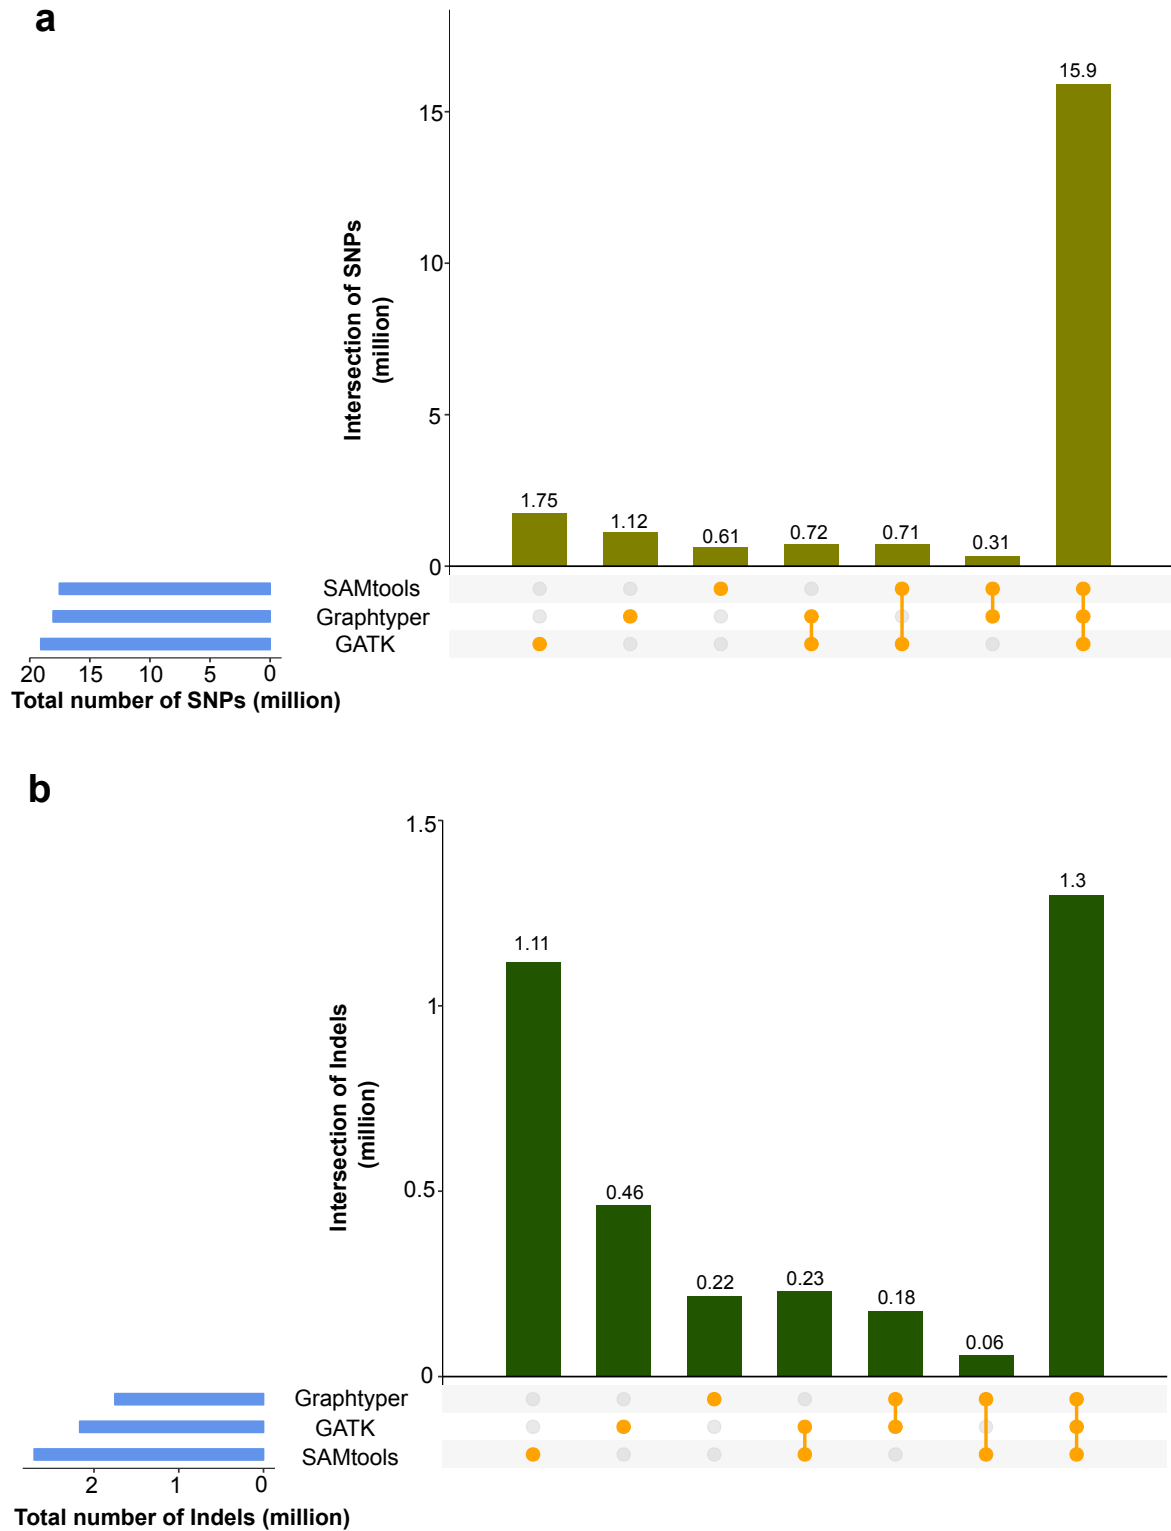 a
15.9
15
10
Intersection of SNPs
(million)
5
1.75
1.12
0.61
0.72
0.71
0.31
0
SAMtools
Graphtyper
GATK
20 15 10 5 0
Total number of SNPs (million)
b
1.5
1.3
1.11
1
Intersection of Indels
(million)
0.5
0.46
0.22
0.23
0.18
0.06
0
Graphtyper
GATK
SAMtools
2 1 0
Total number of Indels (million)